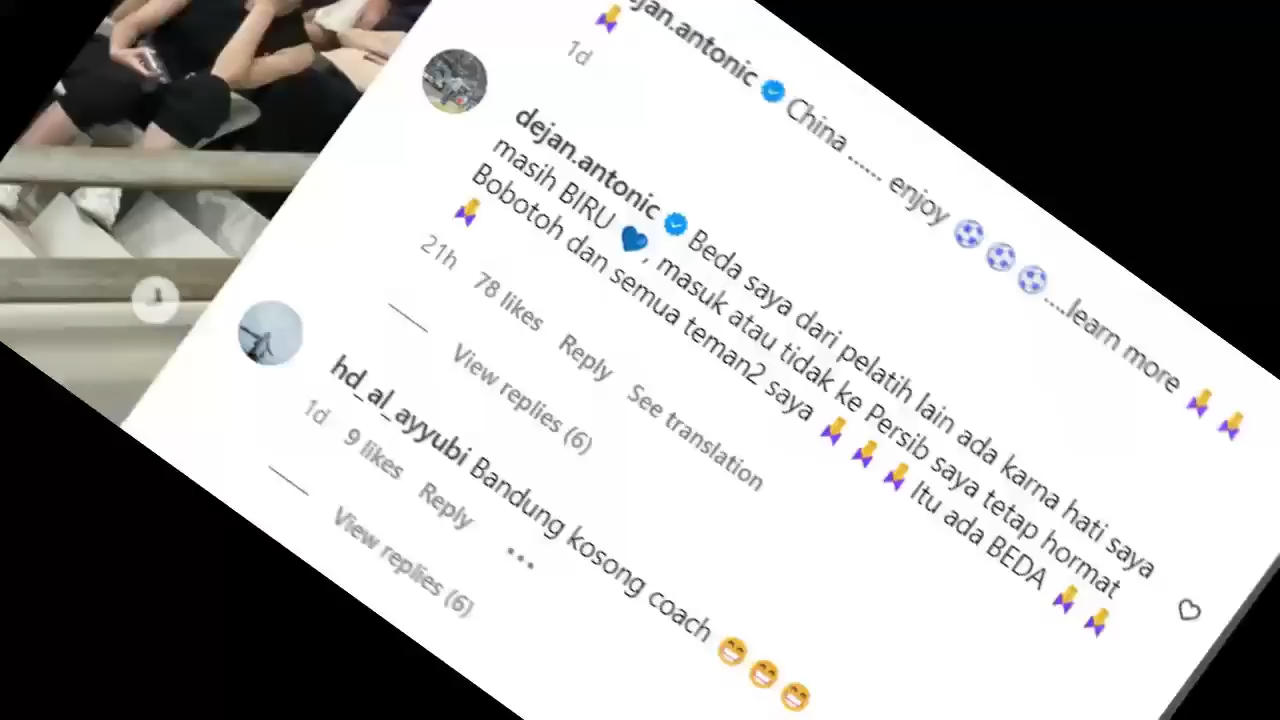 jan.antonic China ...... enjoy ⚽⚽⚽....learn more 🙏🙏
🙏
1d
dejan.antonic Beda saya dari pelatih lain ada karna hati saya
masih BIRU 💙, masuk atau tidak ke Persib saya tetap hormat
Bobotoh dan semua teman2 saya 🙏🙏🙏 Itu ada BEDA 🙏🙏
🙏
21h 78 likes Reply See translation
View replies (6)
hd_al_ayyubi Bandung kosong coach 😁😁😁
1d 9 likes Reply ...
View replies (6)